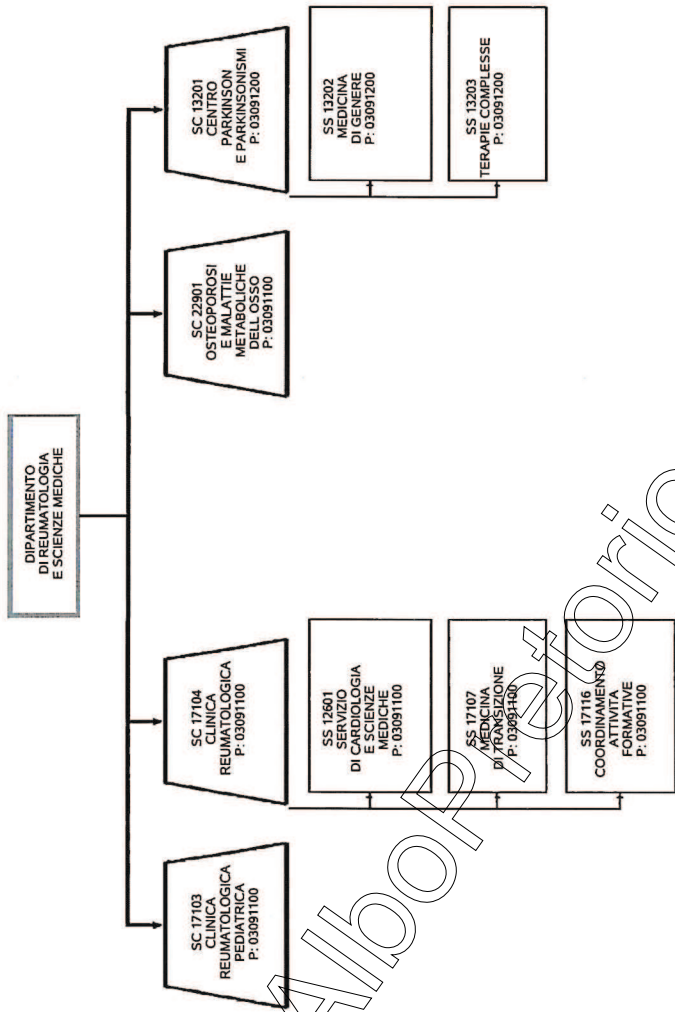 DIPARTIMENTO
DI REUMATOLOGIA
E SCIENZE MEDICHE
SC 17103
CLINICA
REUMATOLOGICA
PEDIATRICA
P: 03091100
SC 17104
CLINICA
REUMATOLOGICA
P: 03091100
SS 12601
SERVIZIO
DI CARDIOLOGIA
E SCIENZE
MEDICHE
P: 03091100
SS 17107
MEDICINA
DI TRANSIZIONE
P: 03091100
SS 17116
COORDINAMENTO
ATTIVITA
FORMATIVE
P: 03091100
SC 22901
OSTEOPOROSI
E MALATTIE
METABOLICHE
DELL OSSO
P: 03091100
SC 13201
CENTRO
PARKINSON
E PARKINSONISMI
P: 03091200
SS 13202
MEDICINA
DI GENERE
P: 03091200
SS 13203
TERAPIE COMPLESSE
P: 03091200
AlboPretorio